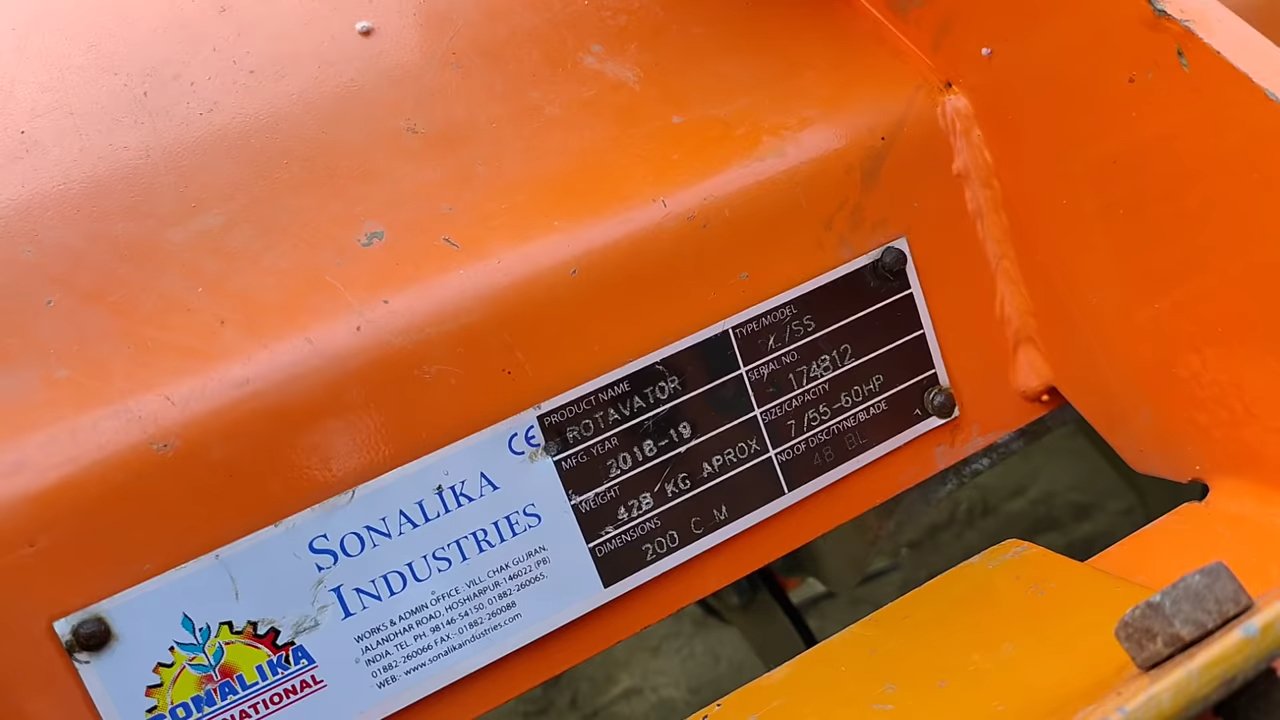 CE
SONALIKA
INDUSTRIES
WORKS & ADMIN OFFICE. VILL. CHAK GUJRAN,
JALANDHAR ROAD, HOSHIARPUR-146022 (PB)
INDIA. TEL. PH. 98146-54150, 01882-260065,
01882-260066 FAX.- 01882-260088
WEB:- www.sonalikaindustries.com
SONALIKA
PRODUCT NAME
ROTAVATOR
MFG. YEAR
2018-19
WEIGHT
428 KG APROX
DIMENSIONS
200 C M
TYPE/MODEL
/55
SERIAL NO.
174812
SIZE/CAPACITY
7/55-60HP
NO.OF DISC/TYNE/BLADE
48 BL